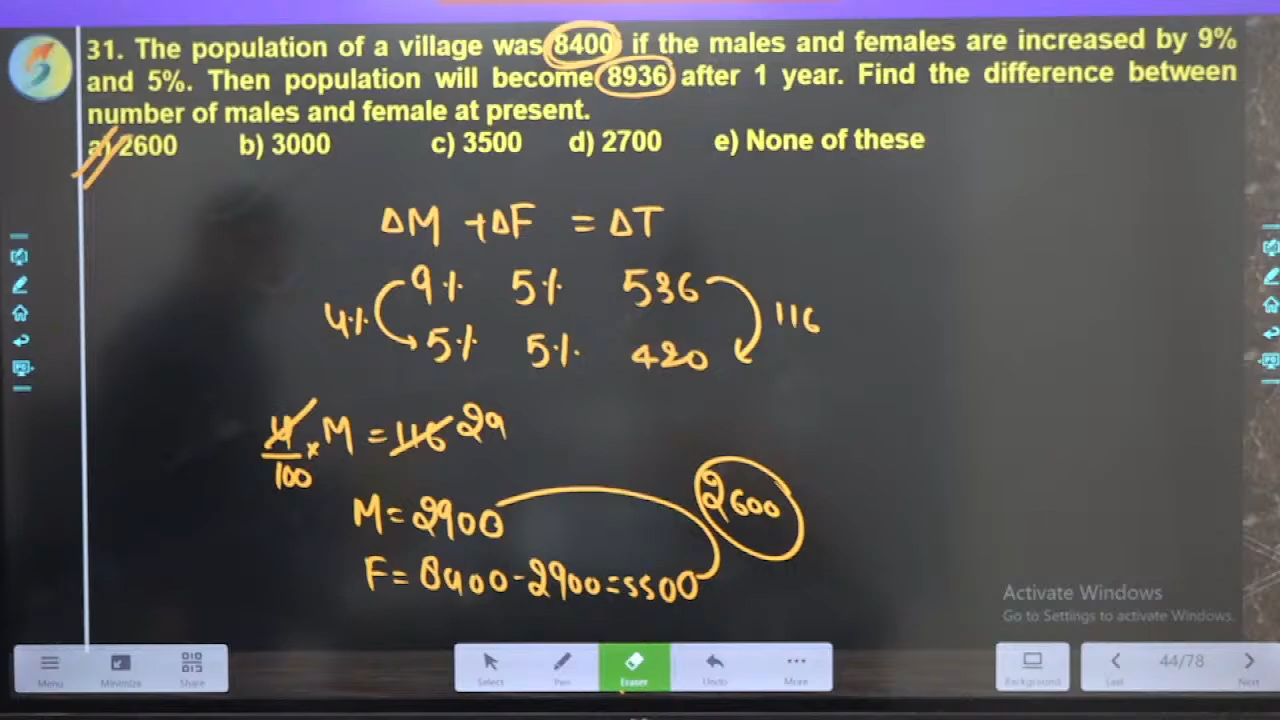 31. The population of a village was 8400 if the males and females are increased by 9%
and 5%. Then population will become 8936 after 1 year. Find the difference between
number of males and female at present.
a) 2600 b) 3000 c) 3500 d) 2700 e) None of these
ΔM + ΔF = ΔT
9% 5% 536
4% 116
5% 5% 420
4/100 × M = 116 29
M = 2900
2600
F = 8400 - 2900 = 5500
Activate Windows
Go to Settings to activate Windows.
Menu Minimize Share Select Pen Eraser Undo More Background Last 44/78 Next